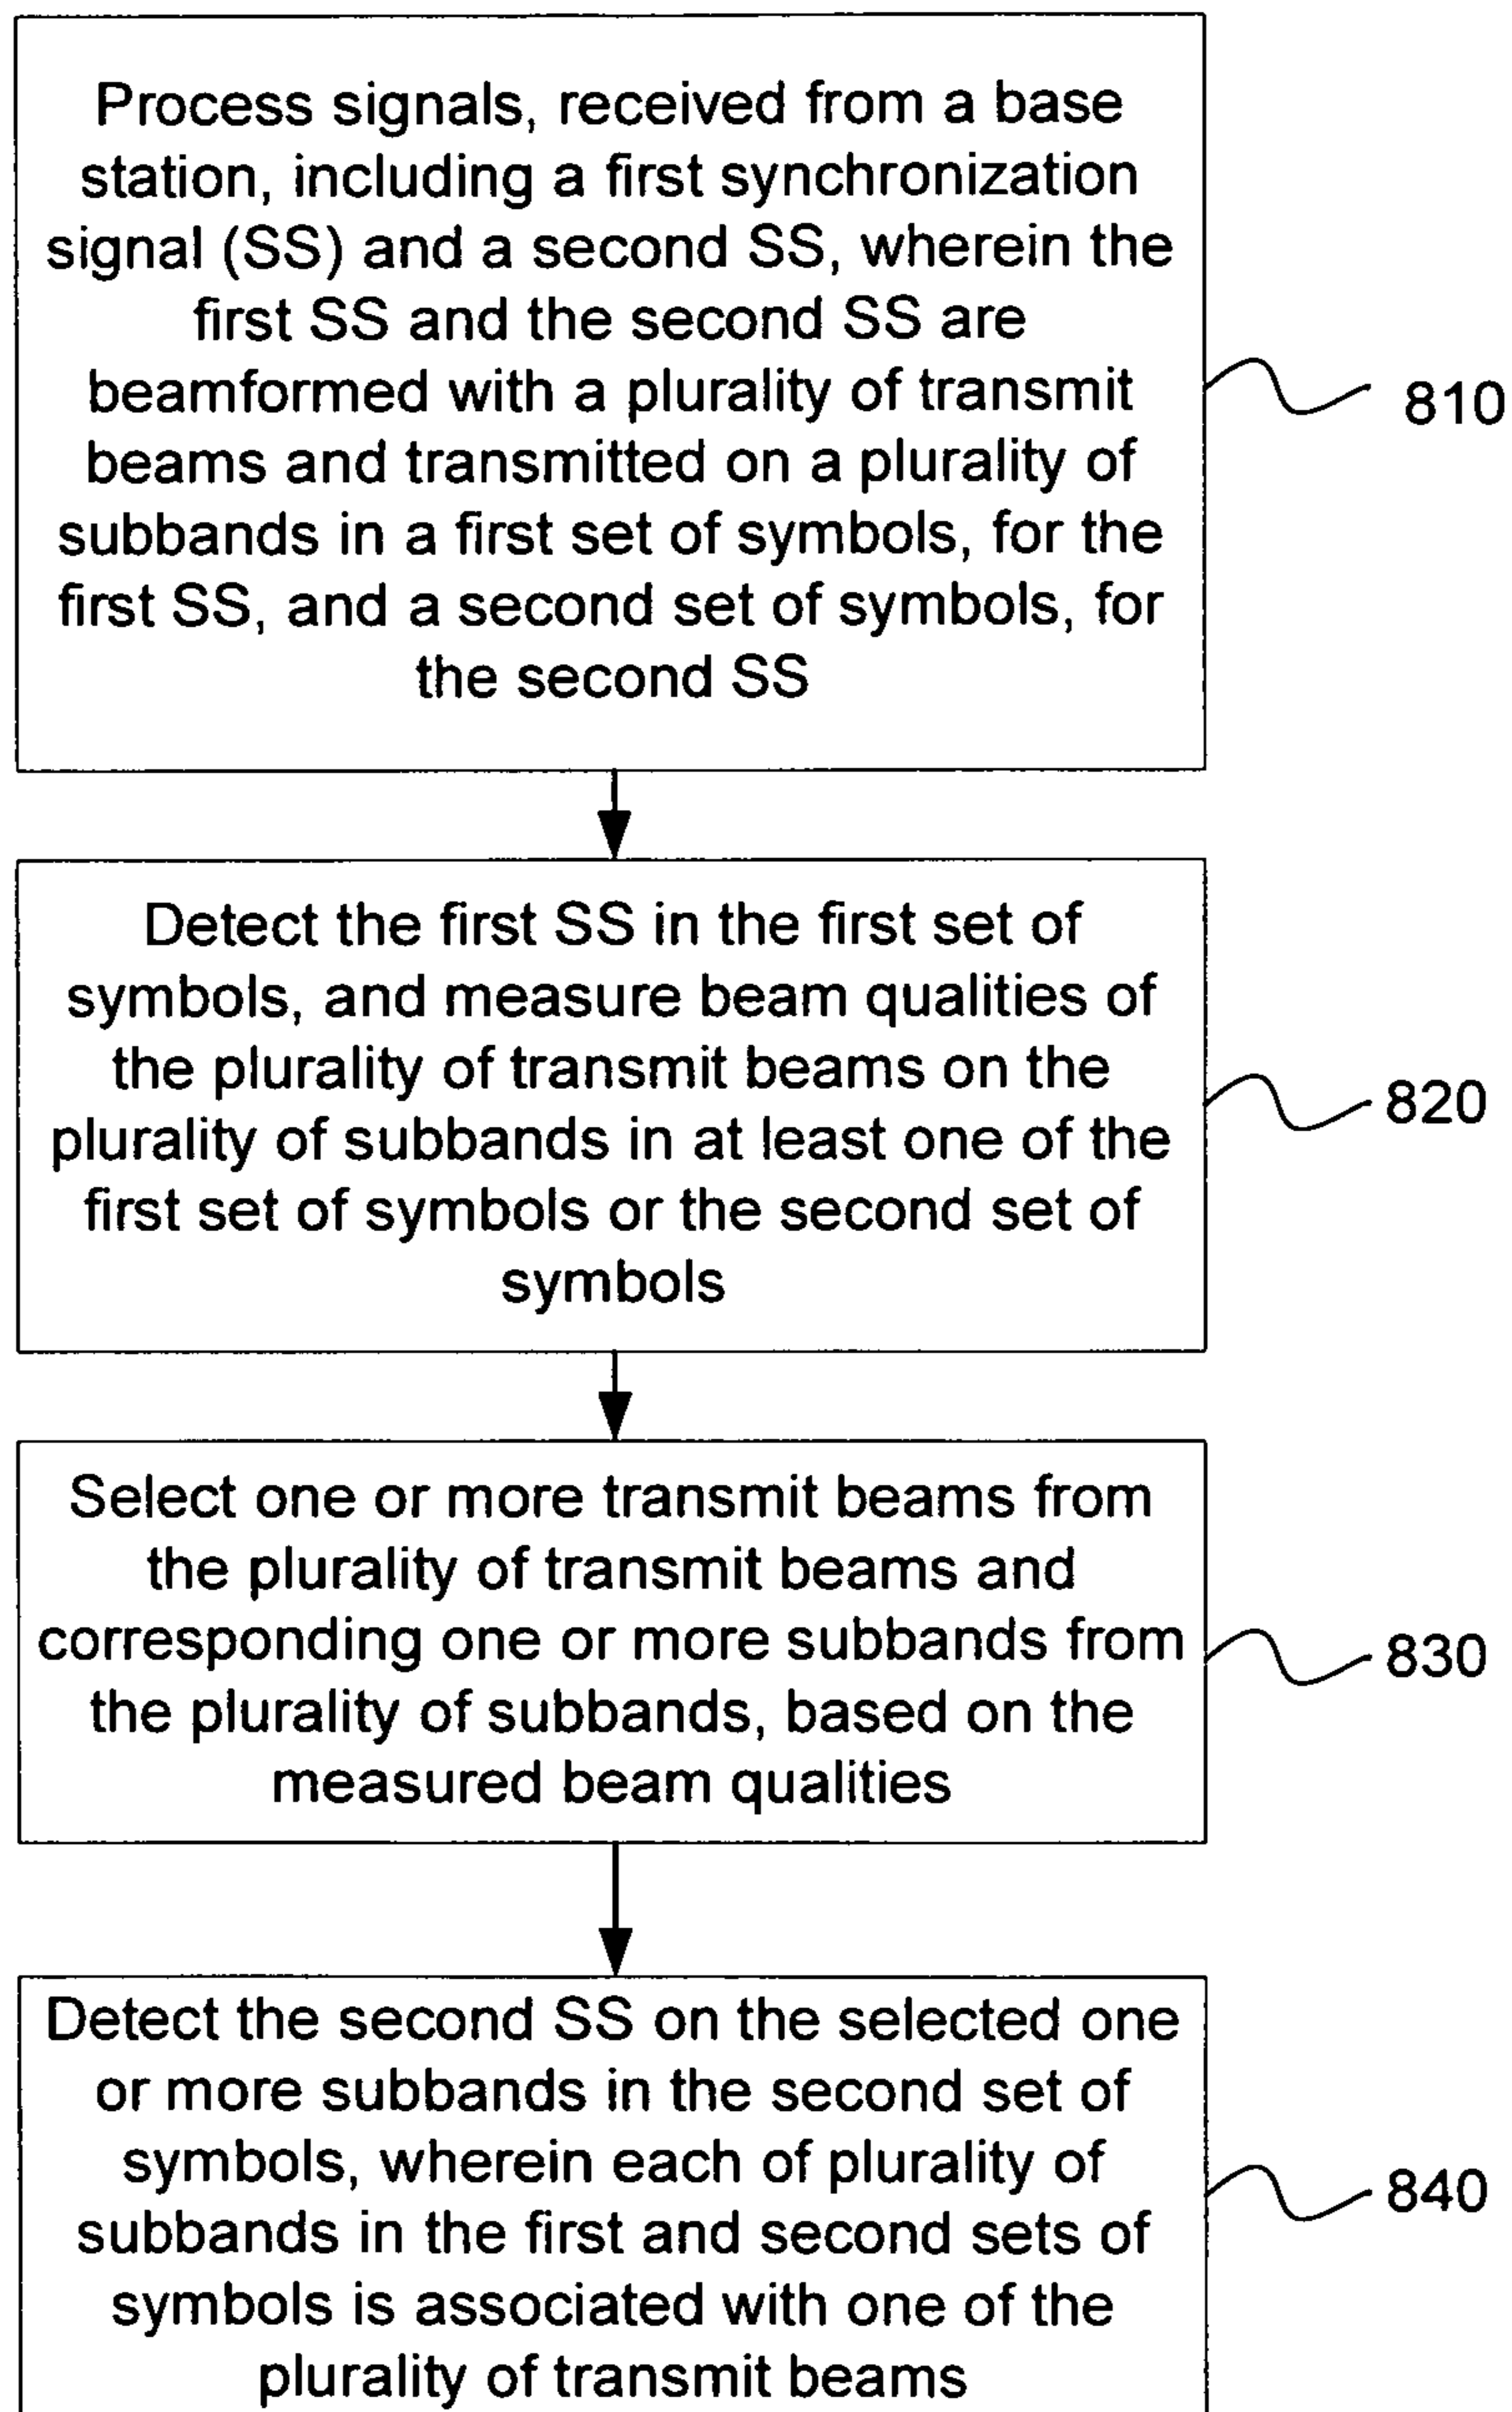 Process signals, received from a base
station, including a first synchronization
signal (SS) and a second SS, wherein the
first SS and the second SS are
beamformed with a plurality of transmit
beams and transmitted on a plurality of
subbands in a first set of symbols, for the
first SS, and a second set of symbols, for
the second SS
810
Detect the first SS in the first set of
symbols, and measure beam qualities of
the plurality of transmit beams on the
plurality of subbands in at least one of the
first set of symbols or the second set of
symbols
820
Select one or more transmit beams from
the plurality of transmit beams and
corresponding one or more subbands from
the plurality of subbands, based on the
measured beam qualities
830
Detect the second SS on the selected one
or more subbands in the second set of
symbols, wherein each of plurality of
subbands in the first and second sets of
symbols is associated with one of the
plurality of transmit beams
840